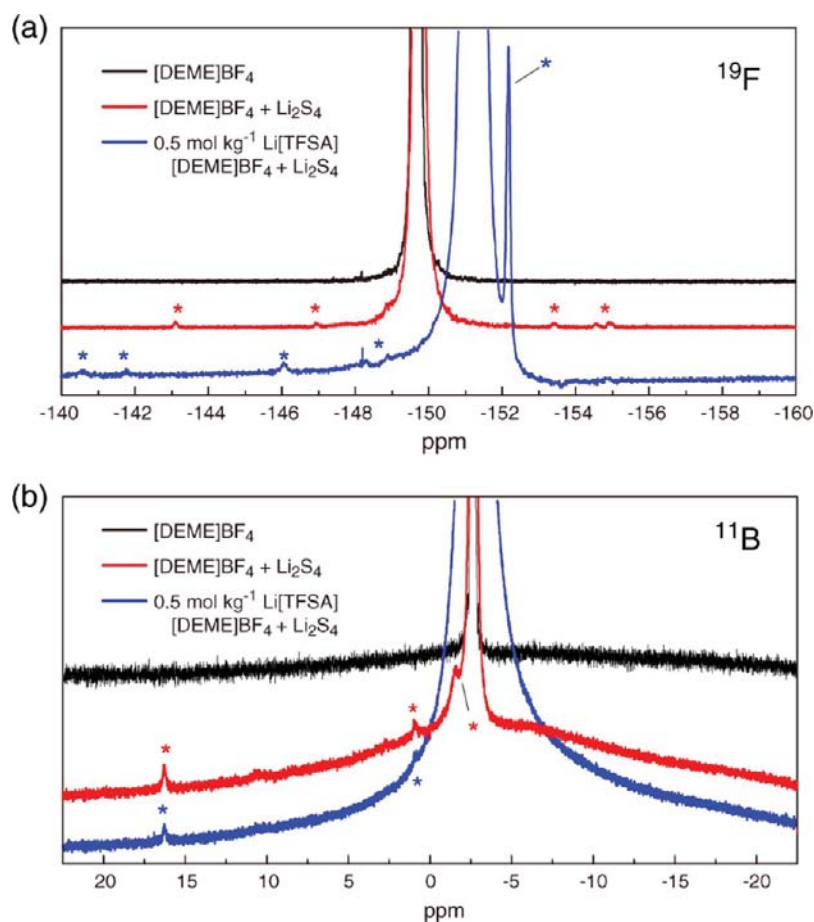 (a)
[DEME]BF₄
[DEME]BF₄ + Li₂S₄
0.5 mol kg⁻¹ Li[TFSA]
[DEME]BF₄ + Li₂S₄
*
¹⁹F
* * * *
* * * *
-140 -142 -144 -146 -148 -150 -152 -154 -156 -158 -160
ppm
(b)
[DEME]BF₄
[DEME]BF₄ + Li₂S₄
0.5 mol kg⁻¹ Li[TFSA]
[DEME]BF₄ + Li₂S₄
¹¹B
* * *
* *
20 15 10 5 0 -5 -10 -15 -20
ppm